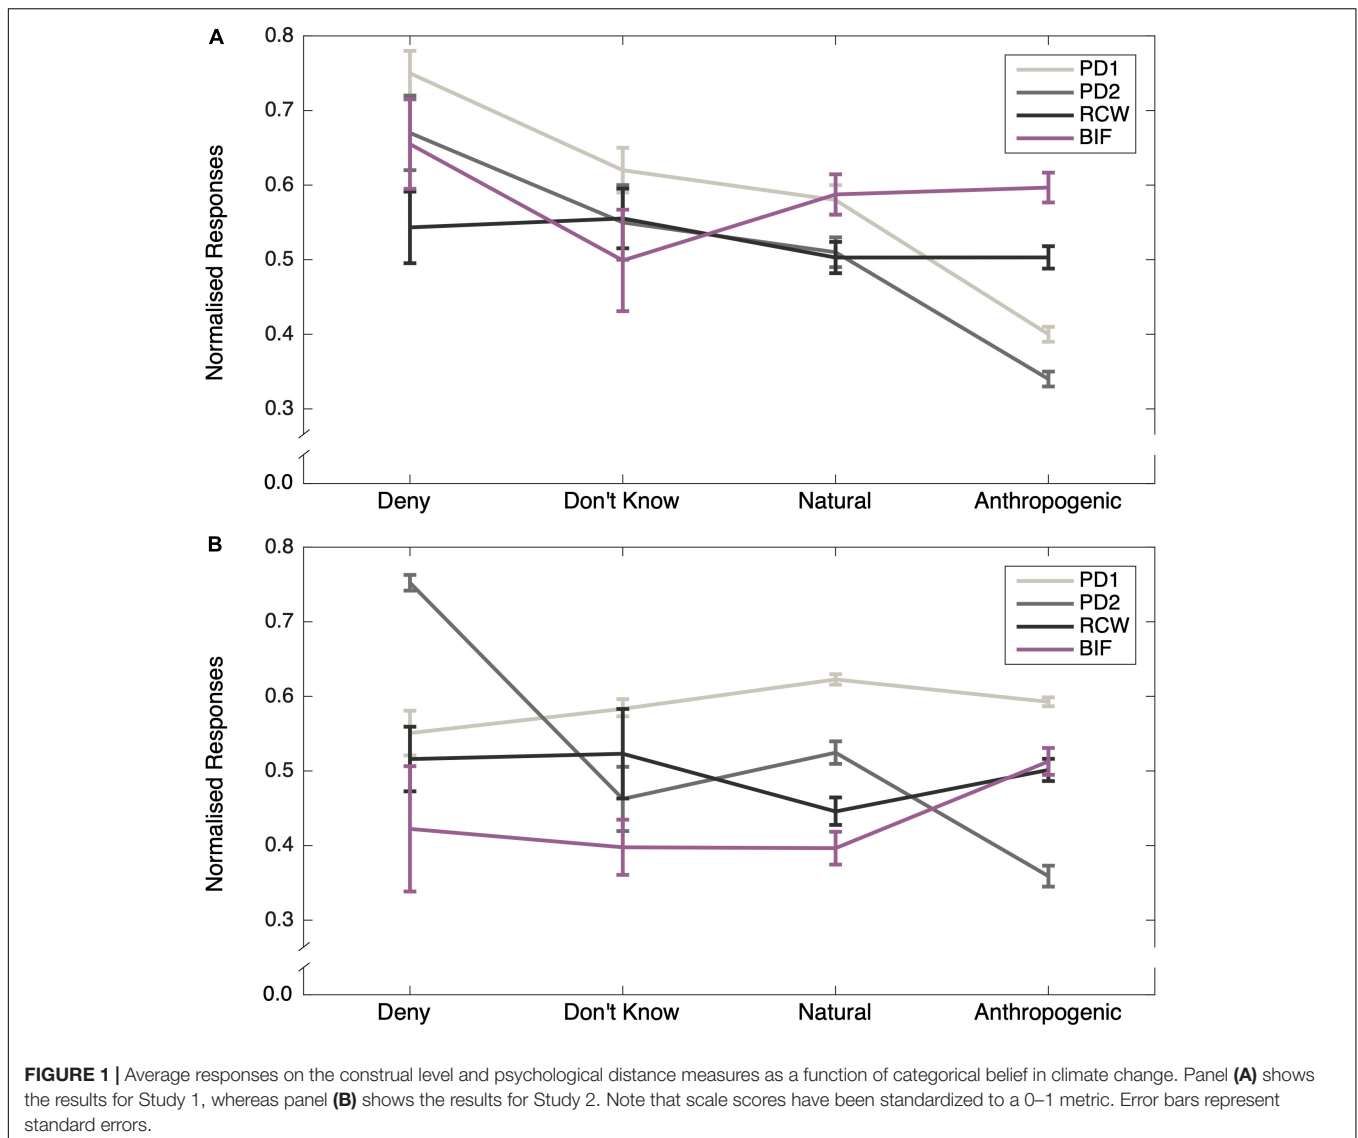 A
0.8
0.7
0.6
0.5
0.4
0.3
0.0
Normalised Responses
PD1
PD2
RCW
BIF
Deny Don't Know Natural Anthropogenic
B
0.8
0.7
0.6
0.5
0.4
0.3
0.0
Normalised Responses
PD1
PD2
RCW
BIF
Deny Don't Know Natural Anthropogenic
FIGURE 1 | Average responses on the construal level and psychological distance measures as a function of categorical belief in climate change. Panel (A) shows
the results for Study 1, whereas panel (B) shows the results for Study 2. Note that scale scores have been standardized to a 0–1 metric. Error bars represent
standard errors.